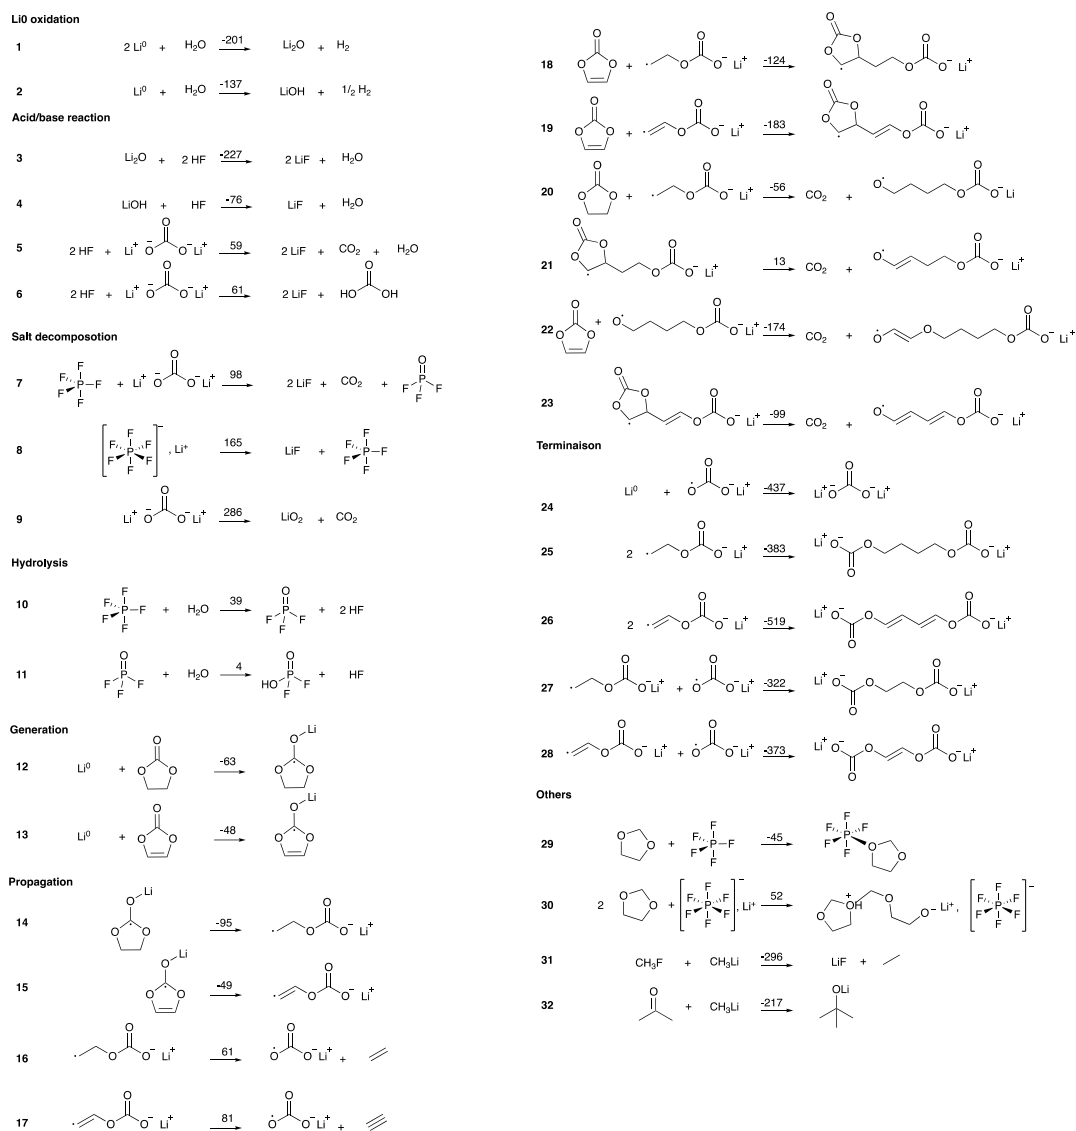 Li0 oxidation
1 2 Li⁰ + H₂O -201 Li₂O + H₂
2 Li⁰ + H₂O -137 LiOH + 1/2 H₂
Acid/base reaction
3 Li₂O + 2 HF -227 2 LiF + H₂O
4 LiOH + HF -76 LiF + H₂O
5 2 HF + Li⁺ ⁻O O O⁻ Li⁺ 59 2 LiF + CO₂ + H₂O
6 2 HF + Li⁺ ⁻O O O⁻ Li⁺ 61 2 LiF + HO O OH
Salt decomposotion
7 F F F F P F + Li⁺ ⁻O O O⁻ Li⁺ 98 2 LiF + CO₂ + O P F F F
8 F F F P F F F ⁻ , Li⁺ 165 LiF + F F F F P F
9 Li⁺ ⁻O O O⁻ Li⁺ 286 LiO₂ + CO₂
Hydrolysis
10 F F F F P F + H₂O 39 O P F F F + 2 HF
11 O P F F F + H₂O 4 O HO P F F + HF
Generation
12 Li⁰ + O O O -63 Li O O O
13 Li⁰ + O O O -48 Li O O O
Propagation
14 Li O O O -95 O O O⁻ Li⁺
15 Li O O O -49 O O O⁻ Li⁺
16 O O O⁻ Li⁺ 61 O O O⁻ Li⁺ +
17 O O O⁻ Li⁺ 81 O O O⁻ Li⁺ +
18 O O O + O O O⁻ Li⁺ -124 O O O O O O⁻ Li⁺
19 O O O + O O O⁻ Li⁺ -183 O O O O O O⁻ Li⁺
20 O O O + O O O⁻ Li⁺ -56 CO₂ + O O O O⁻ Li
21 O O O O O O⁻ Li⁺ 13 CO₂ + O O O O⁻ Li⁺
22 O O O + O O O O⁻ Li⁺ -174 CO₂ + O O O O O⁻ Li⁺
23 O O O O O O⁻ Li⁺ -99 CO₂ + O O O O⁻ Li⁺
Terminaison
24 Li⁰ + O O O⁻ Li⁺ -437 Li⁺ ⁻O O O⁻ Li⁺
25 2 O O O⁻ Li⁺ -383 Li⁺ O⁻ O O O O O⁻ Li⁺
26 2 O O O⁻ Li⁺ -519 Li⁺ O⁻ O O O O O⁻ Li⁺
27 O O O⁻ Li⁺ + O O O⁻ Li⁺ -322 Li⁺ O⁻ O O O O O⁻ Li⁺
28 O O O⁻ Li⁺ + O O O⁻ Li⁺ -373 Li⁺ O⁻ O O O O O⁻ Li⁺
Others
29 O O + F F F F P F -45 F F F P F F O O
30 2 O O + F F F P F F F ⁻ , Li⁺ 52 O O⁺H O O⁻ Li⁺ , F F F P F F F ⁻
31 CH₃F + CH₃Li -296 LiF +
32 O + CH₃Li -217 OLi